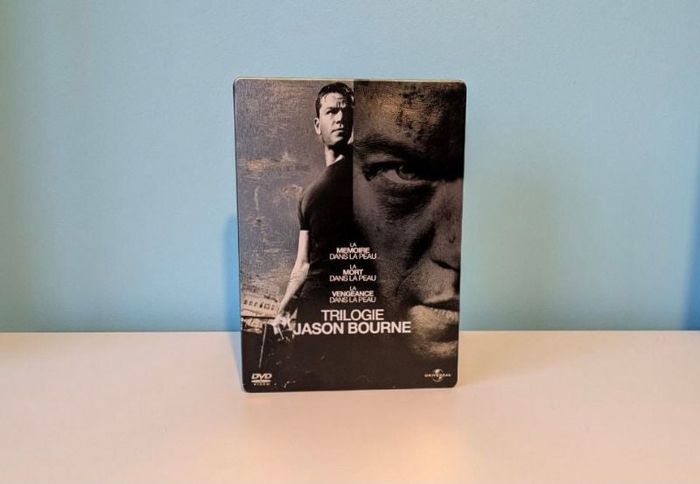 LA
MEMOIRE
DANS LA PEAU
LA
MORT
DANS LA PEAU
LA
VENGEANCE
DANS LA PEAU
TRILOGIE
JASON BOURNE
DVD
VIDEO
UNIVERSAL